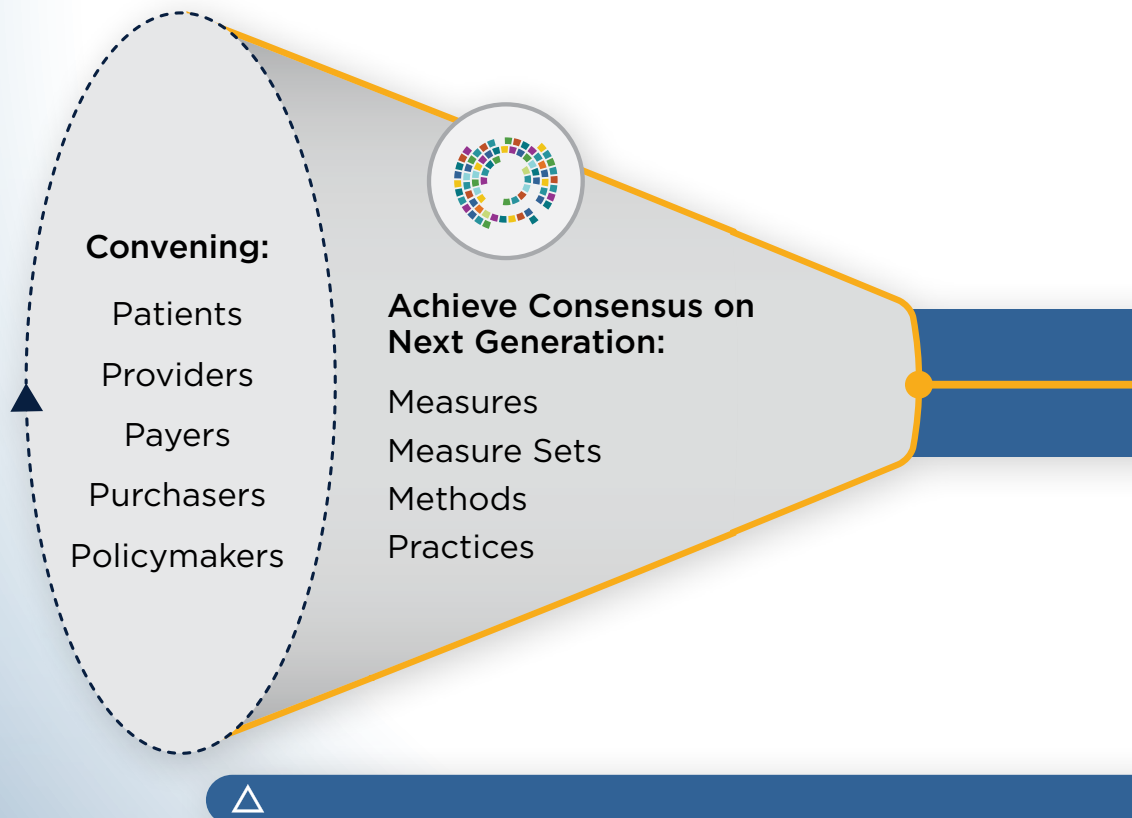 Convening:
Patients
Providers
Payers
Purchasers
Policymakers
Achieve Consensus on
Next Generation:
Measures
Measure Sets
Methods
Practices